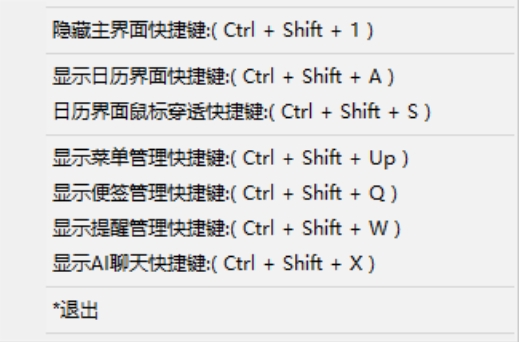 隐藏主界面快捷键:( Ctrl + Shift + 1 )
显示日历界面快捷键:( Ctrl + Shift + A )
日历界面鼠标穿透快捷键:( Ctrl + Shift + S )
显示菜单管理快捷键:( Ctrl + Shift + Up )
显示便签管理快捷键:( Ctrl + Shift + Q )
显示提醒管理快捷键:( Ctrl + Shift + W )
显示AI聊天快捷键:( Ctrl + Shift + X )
*退出